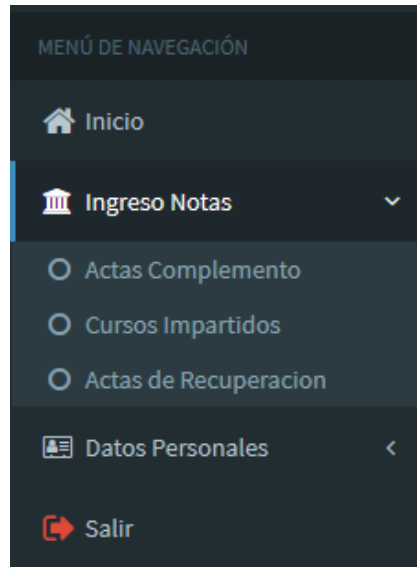 MENÚ DE NAVEGACIÓN
Inicio
Ingreso Notas
Actas Complemento
Cursos Impartidos
Actas de Recuperacion
Datos Personales
Salir